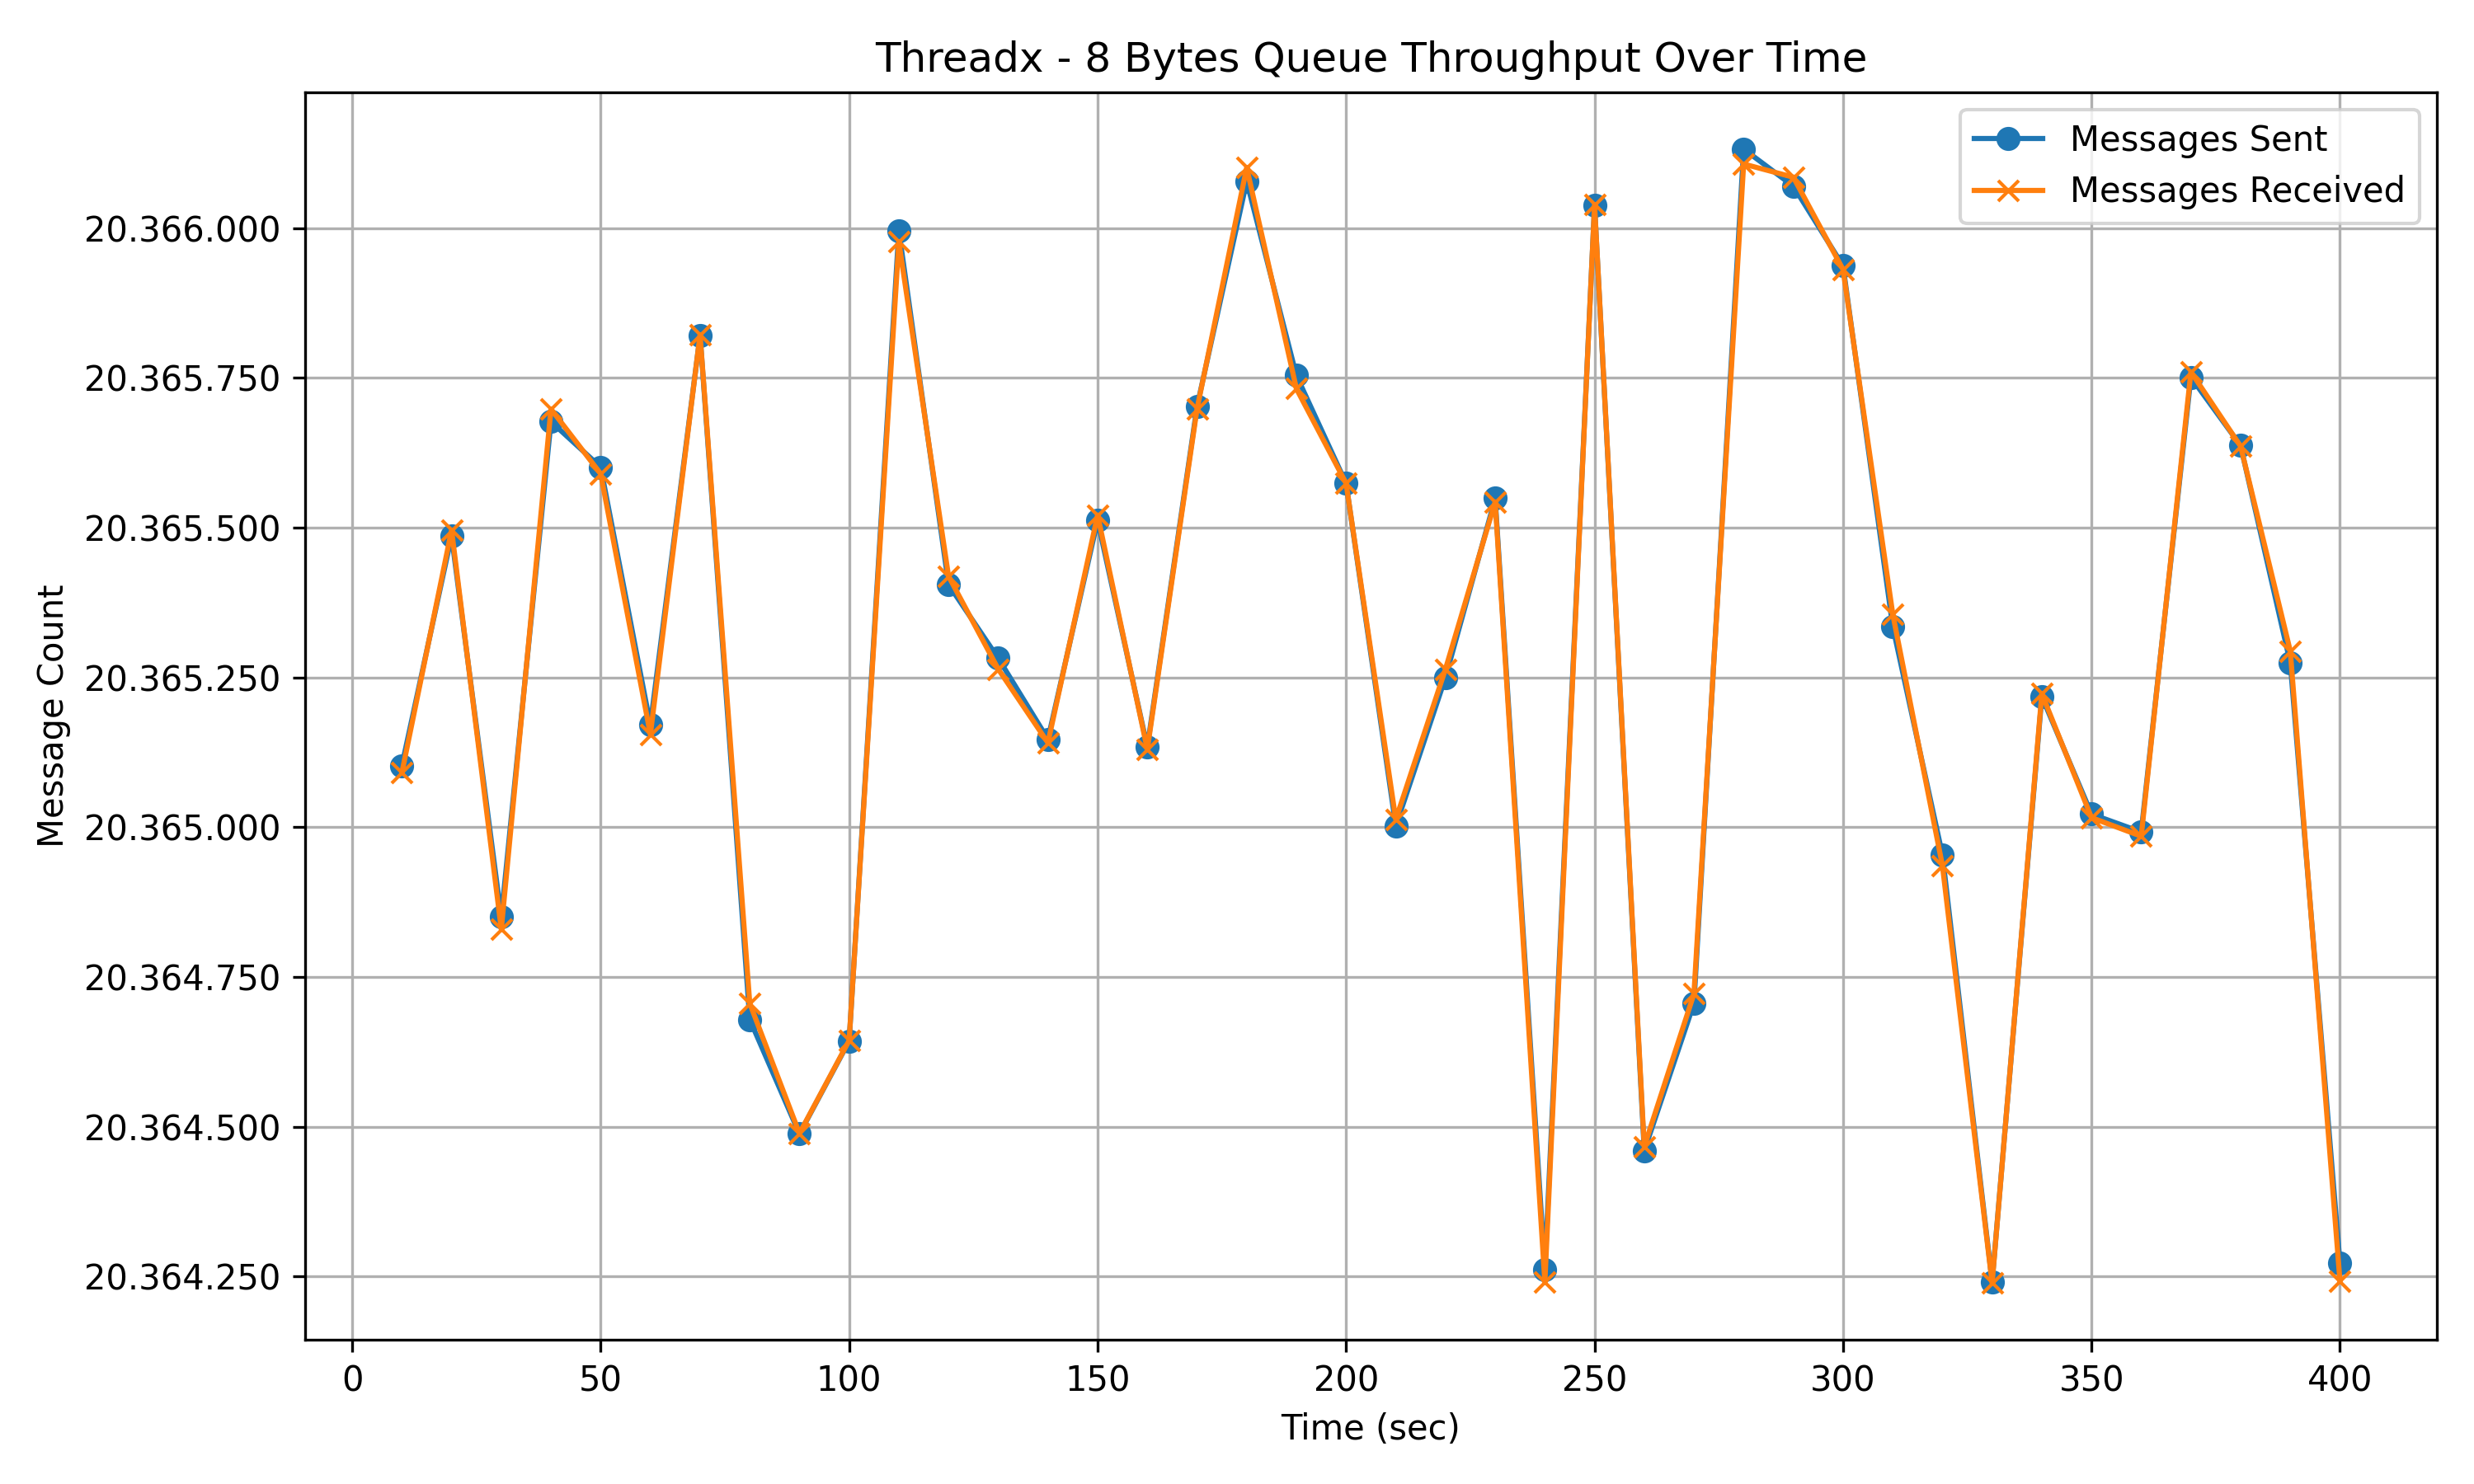 Threadx - 8 Bytes Queue Throughput Over Time
Messages Sent
Messages Received
Message Count
20.366.000
20.365.750
20.365.500
20.365.250
20.365.000
20.364.750
20.364.500
20.364.250
0 50 100 150 200 250 300 350 400
Time (sec)